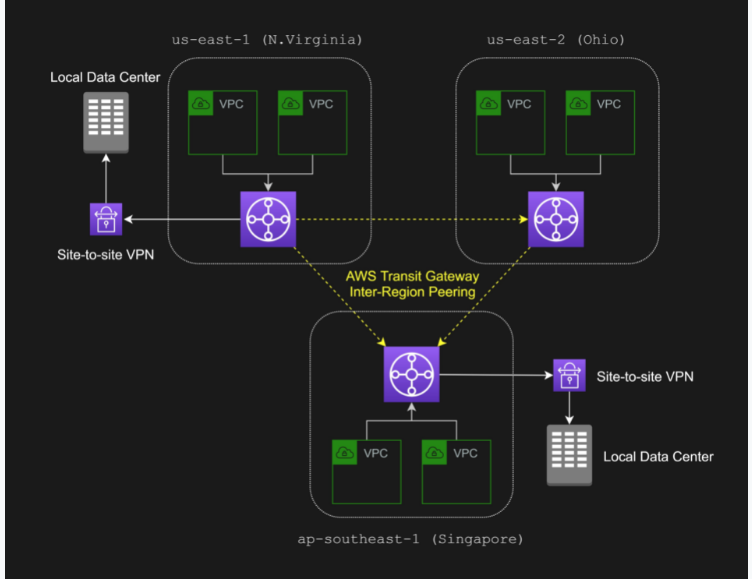 us-east-1 (N.Virginia)
us-east-2 (Ohio)
Local Data Center
VPC
VPC
VPC
VPC
Site-to-site VPN
AWS Transit Gateway
Inter-Region Peering
Site-to-site VPN
VPC
VPC
Local Data Center
ap-southeast-1 (Singapore)